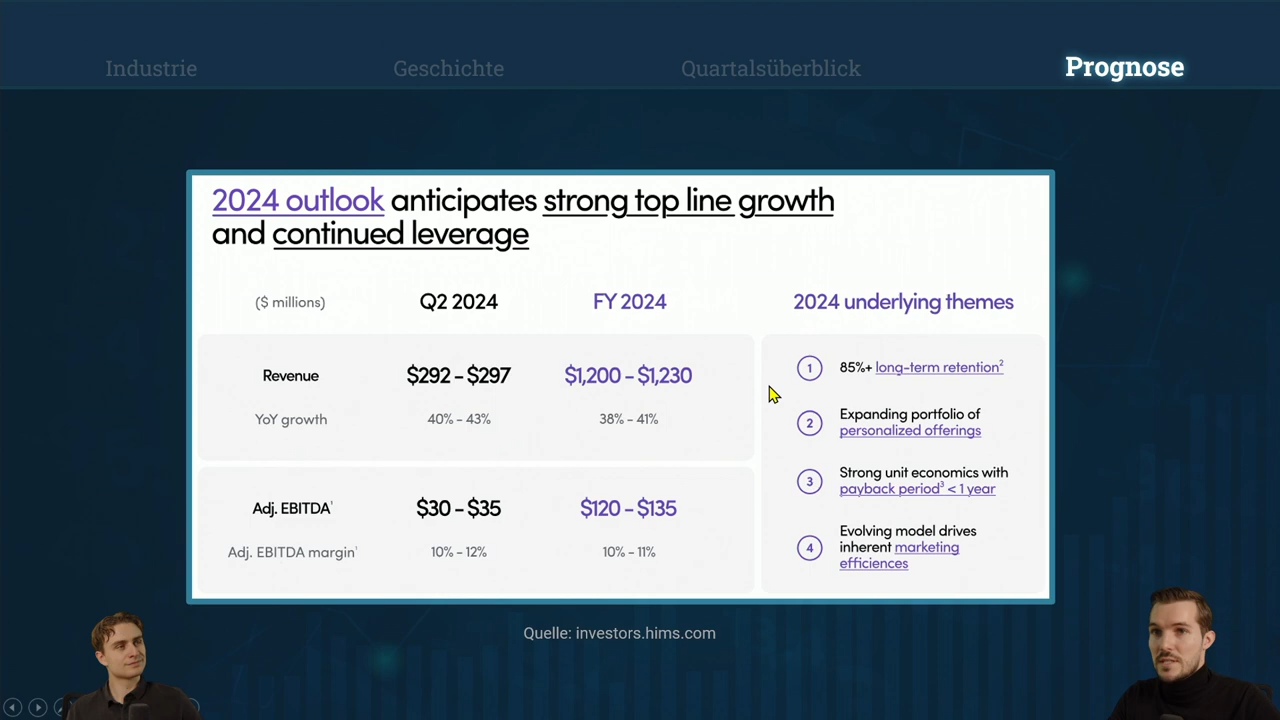 Industrie Geschichte Quartalsüberblick Prognose
2024 outlook anticipates strong top line growth
and continued leverage
($ millions) Q2 2024 FY 2024 2024 underlying themes
Revenue $292 – $297 $1,200 – $1,230
YoY growth 40% - 43% 38% - 41%
Adj. EBITDA¹ $30 – $35 $120 – $135
Adj. EBITDA margin¹ 10% - 12% 10% - 11%
1 85%+ long-term retention²
2 Expanding portfolio of
personalized offerings
3 Strong unit economics with
payback period³ < 1 year
4 Evolving model drives
inherent marketing
efficiences
Quelle: investors.hims.com